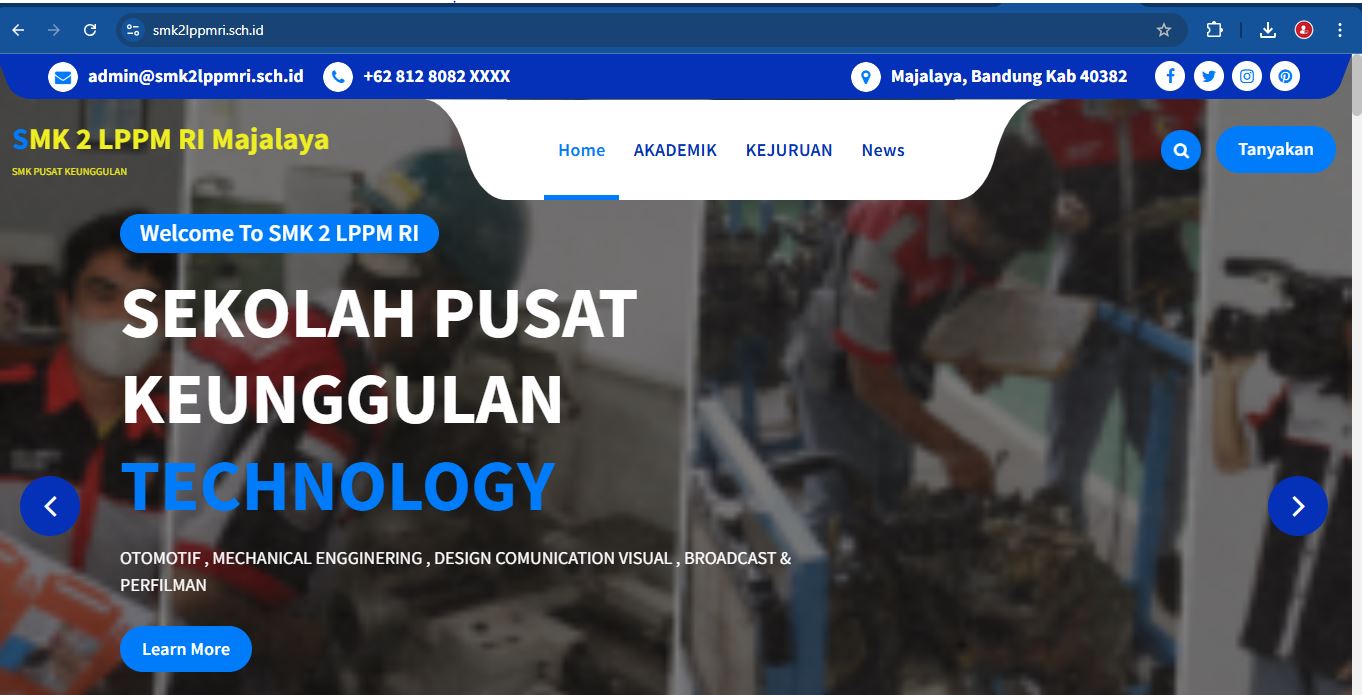 smk2lppmri.sch.id
admin@smk2lppmri.sch.id +62 812 8082 XXXX Majalaya, Bandung Kab 40382
SMK 2 LPPM RI Majalaya
SMK PUSAT KEUNGGULAN
Home AKADEMIK KEJURUAN News
Tanyakan
Welcome To SMK 2 LPPM RI
SEKOLAH PUSAT
KEUNGGULAN
TECHNOLOGY
OTOMOTIF , MECHANICAL ENGGINERING , DESIGN COMUNICATION VISUAL , BROADCAST &
PERFILMAN
Learn More